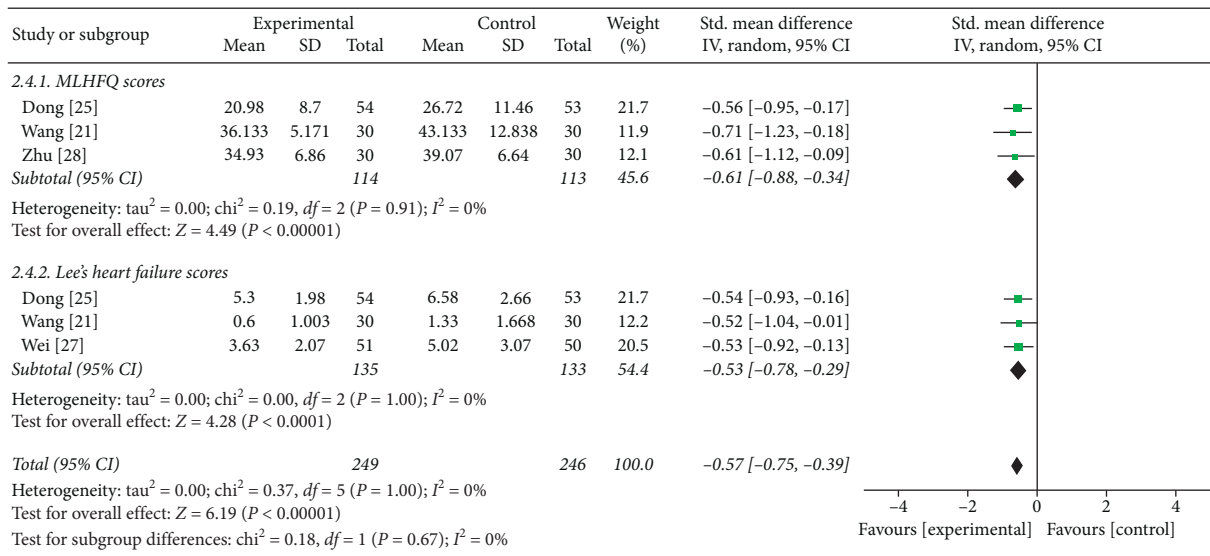 Study or subgroup Experimental Control Weight Std. mean difference Std. mean difference
Mean SD Total Mean SD Total (%) IV, random, 95% CI IV, random, 95% CI
2.4.1. MLHFQ scores
Dong [25] 20.98 8.7 54 26.72 11.46 53 21.7 –0.56 [–0.95, –0.17]
Wang [21] 36.133 5.171 30 43.133 12.838 30 11.9 –0.71 [–1.23, –0.18]
Zhu [28] 34.93 6.86 30 39.07 6.64 30 12.1 –0.61 [–1.12, –0.09]
Subtotal (95% CI) 114 113 45.6 –0.61 [–0.88, –0.34]
Heterogeneity: tau² = 0.00; chi² = 0.19, df = 2 (P = 0.91); I² = 0%
Test for overall effect: Z = 4.49 (P < 0.00001)
2.4.2. Lee's heart failure scores
Dong [25] 5.3 1.98 54 6.58 2.66 53 21.7 –0.54 [–0.93, –0.16]
Wang [21] 0.6 1.003 30 1.33 1.668 30 12.2 –0.52 [–1.04, –0.01]
Wei [27] 3.63 2.07 51 5.02 3.07 50 20.5 –0.53 [–0.92, –0.13]
Subtotal (95% CI) 135 133 54.4 –0.53 [–0.78, –0.29]
Heterogeneity: tau² = 0.00; chi² = 0.00, df = 2 (P = 1.00); I² = 0%
Test for overall effect: Z = 4.28 (P < 0.0001)
Total (95% CI) 249 246 100.0 –0.57 [–0.75, –0.39]
Heterogeneity: tau² = 0.00; chi² = 0.37, df = 5 (P = 1.00); I² = 0%
Test for overall effect: Z = 6.19 (P < 0.00001)
Test for subgroup differences: chi² = 0.18, df = 1 (P = 0.67); I² = 0%
–4 –2 0 2 4
Favours [experimental] Favours [control]